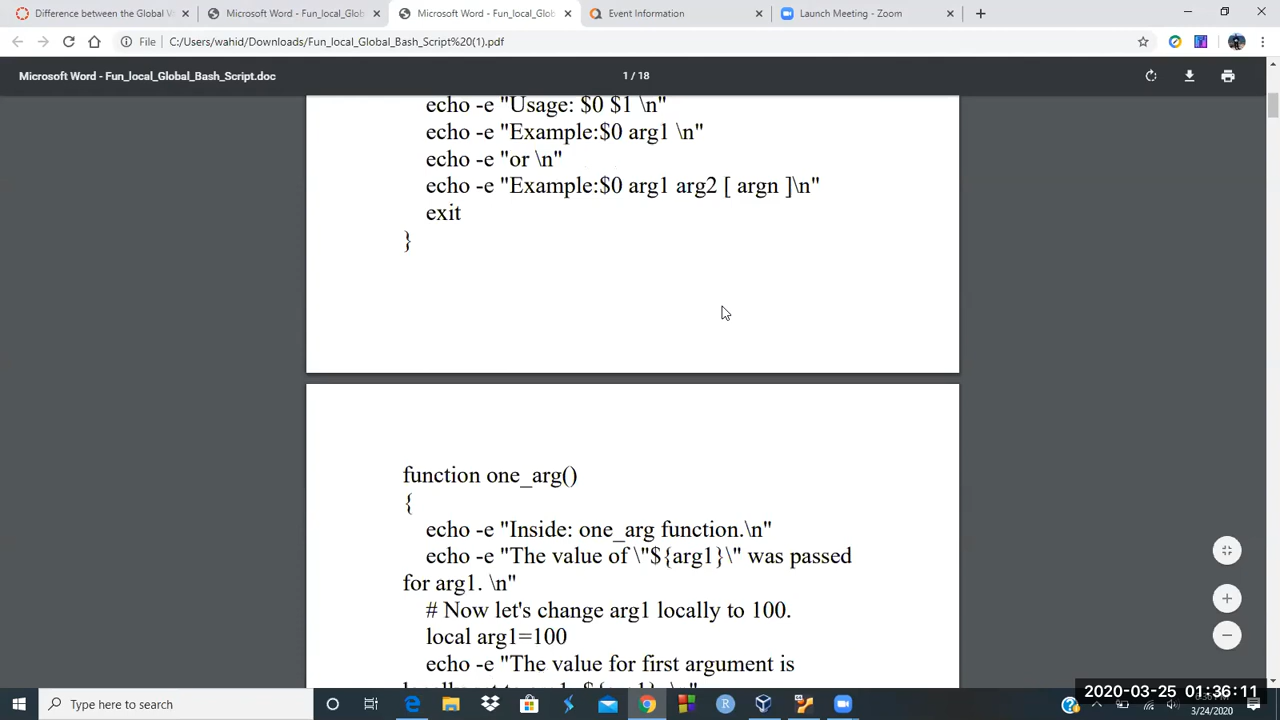 Difference between the Global V
Microsoft Word - Fun_local_Glob
Microsoft Word - Fun_local_Glob
Event Information
Launch Meeting - Zoom
File
C:/Users/wahid/Downloads/Fun_local_Global_Bash_Script%20(1).pdf
Microsoft Word - Fun_local_Global_Bash_Script.doc
1 / 18
echo -e "Usage: $0 $1 \n"
echo -e "Example:$0 arg1 \n"
echo -e "or \n"
echo -e "Example:$0 arg1 arg2 [ argn ]\n"
exit
}
function one_arg()
{
echo -e "Inside: one_arg function.\n"
echo -e "The value of \"${arg1}\" was passed
for arg1. \n"
# Now let's change arg1 locally to 100.
local arg1=100
echo -e "The value for first argument is
Type here to search
2020-03-25 01:36:11
3/24/2020